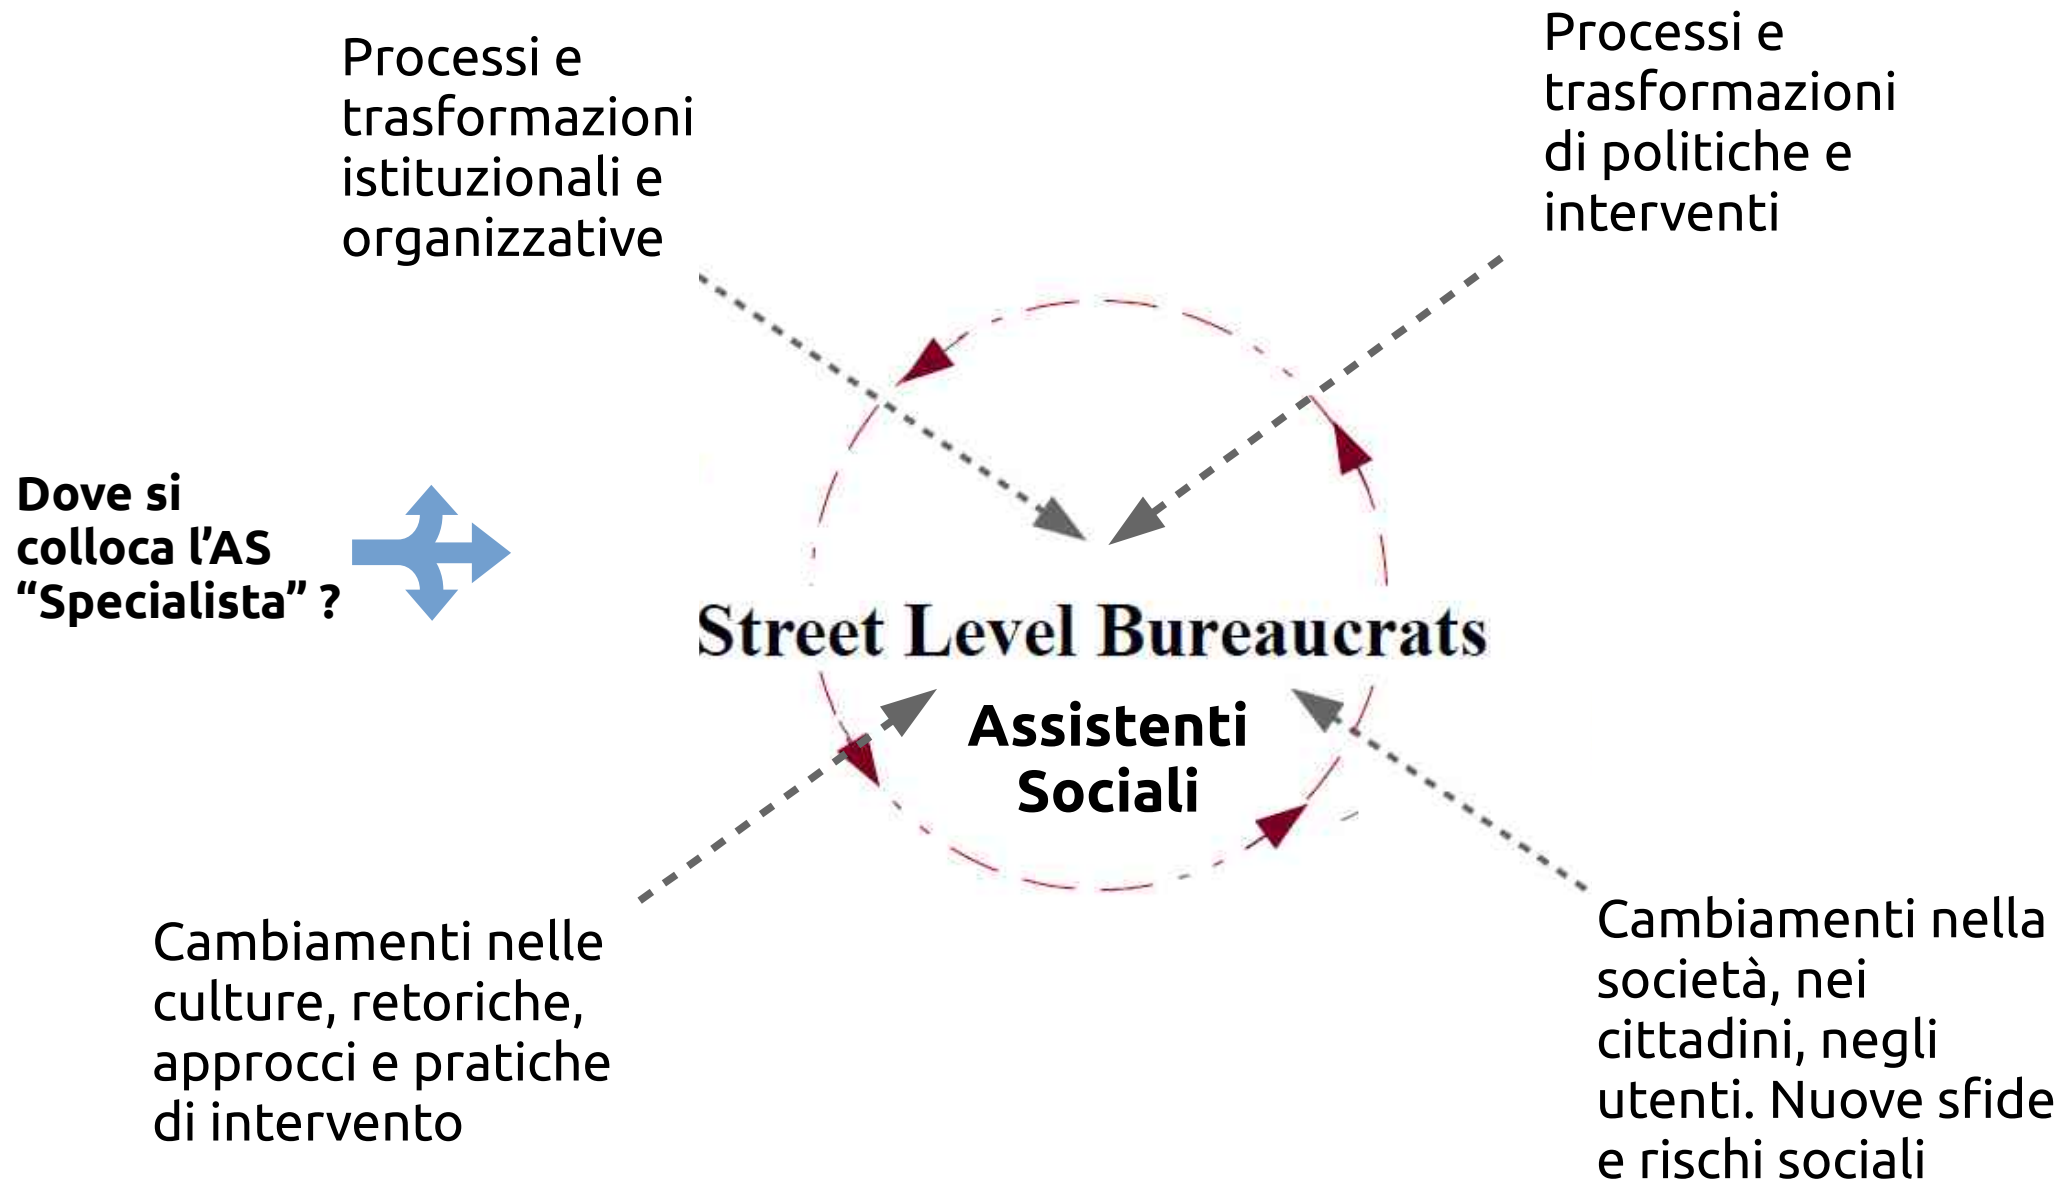 Processi e
trasformazioni
istituzionali e
organizzative
Processi e
trasformazioni
di politiche e
interventi
Dove si
colloca l’AS
“Specialista” ?
Street Level Bureaucrats
Assistenti
Sociali
Cambiamenti nelle
culture, retoriche,
approcci e pratiche
di intervento
Cambiamenti nella
società, nei
cittadini, negli
utenti. Nuove sfide
e rischi sociali